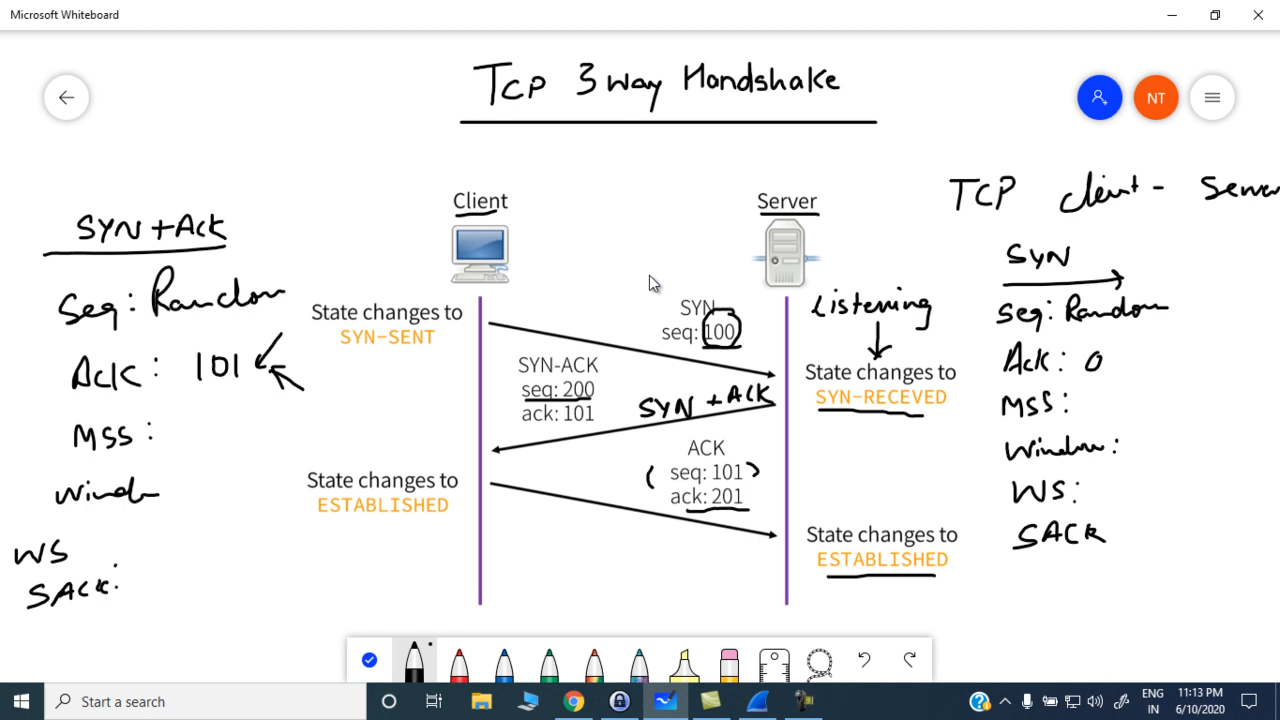 Microsoft Whiteboard
TCP 3 way Handshake
NT
TCP client - Server
SYN + Ack
Seq: Random
Ack: 101
MSS:
Windw
WS
SACK:
Client
Server
State changes to
SYN-SENT
SYN
seq: 100
Listening
State changes to
SYN-RECEVED
SYN-ACK
seq: 200
ack: 101
SYN + ACK
ACK
( seq: 101 )
ack: 201
State changes to
ESTABLISHED
State changes to
ESTABLISHED
SYN
Seq: Random
Ack: 0
MSS:
Window:
WS:
SACK
Start a search
ENG
IN
11:13 PM
6/10/2020